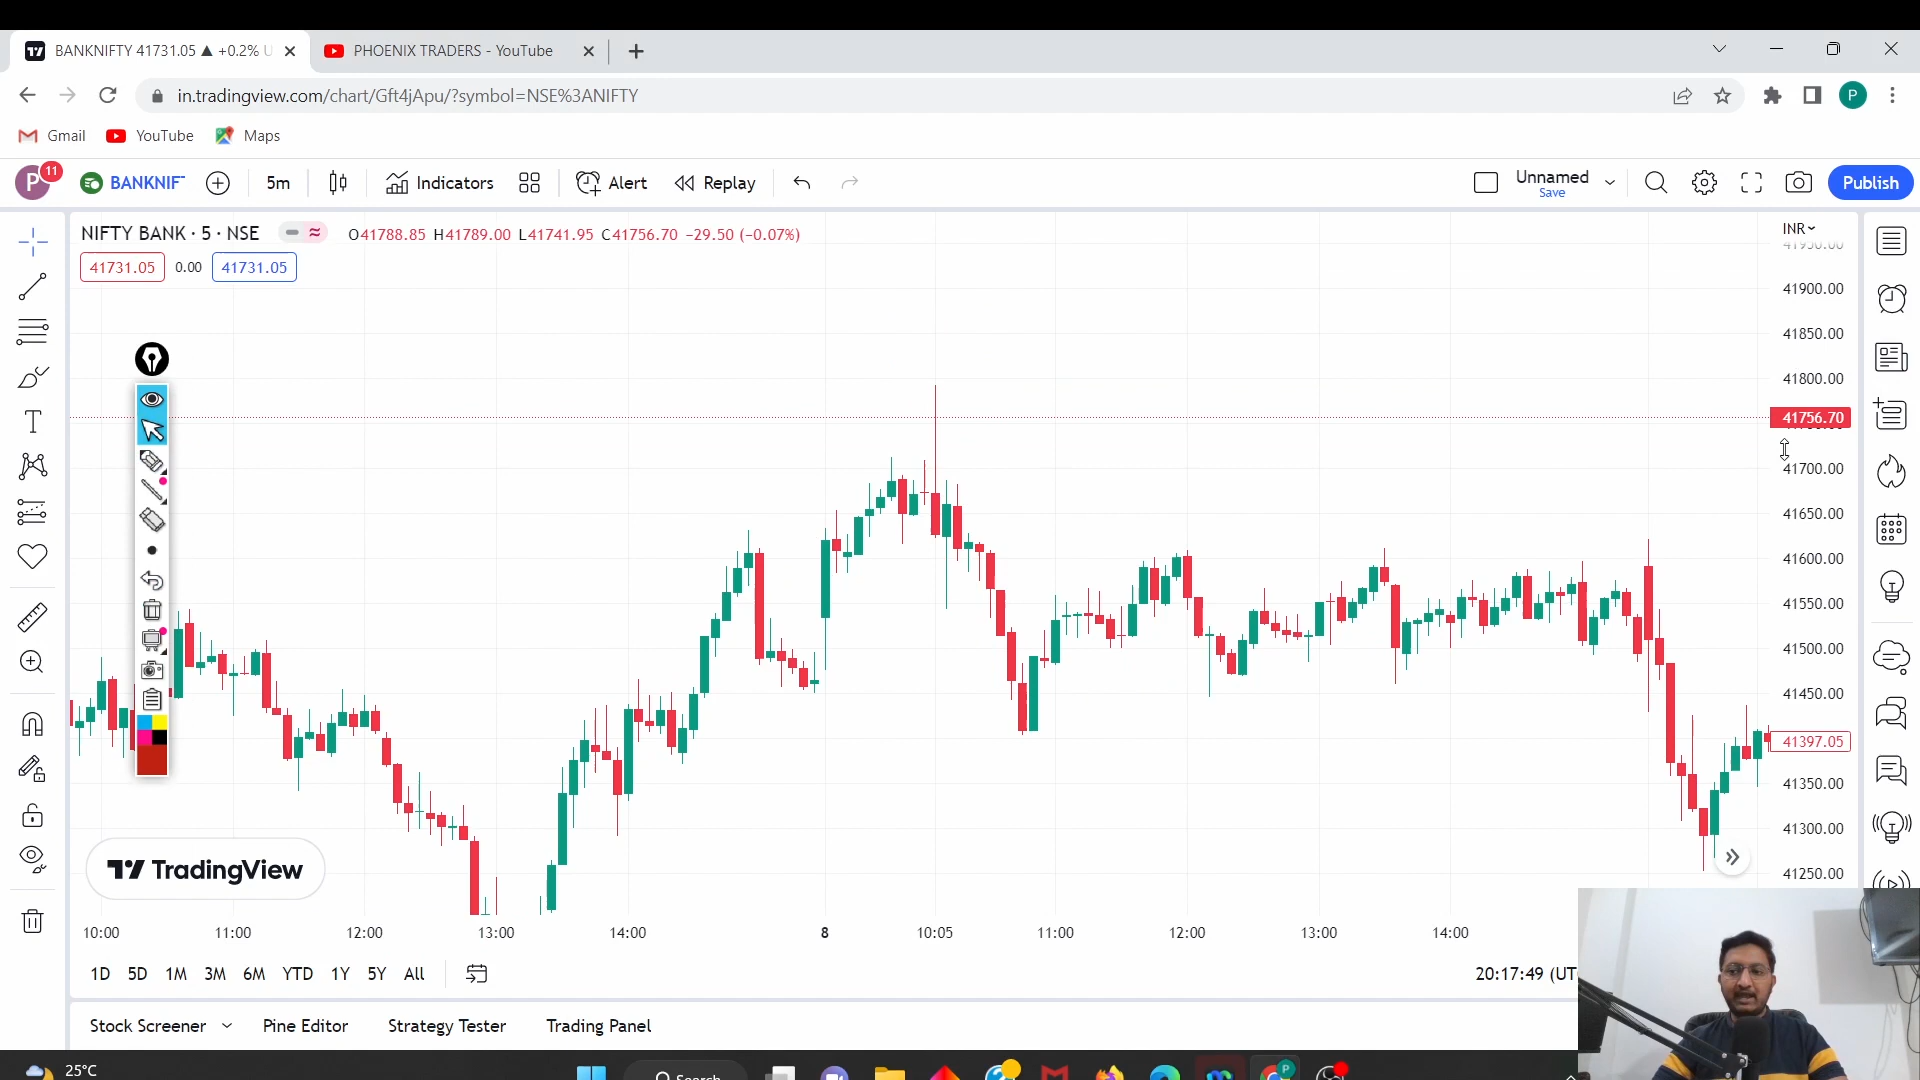 BANKNIFTY 41731.05 ▲ +0.2% U
PHOENIX TRADERS - YouTube
in.tradingview.com/chart/Gft4jApu/?symbol=NSE%3ANIFTY
P
Gmail
YouTube
Maps
P
11
BANKNIF
5m
Indicators
Alert
Replay
Unnamed
Save
Publish
NIFTY BANK · 5 · NSE
O41788.85 H41789.00 L41741.95 C41756.70 −29.50 (−0.07%)
41731.05
0.00
41731.05
INR
41950.00
41900.00
41850.00
41800.00
41756.70
41700.00
41650.00
41600.00
41550.00
41500.00
41450.00
41397.05
41350.00
41300.00
41250.00
TradingView
10:00
11:00
12:00
13:00
14:00
8
10:05
11:00
12:00
13:00
14:00
1D 5D 1M 3M 6M YTD 1Y 5Y All
20:17:49 (UT
Stock Screener
Pine Editor
Strategy Tester
Trading Panel
25°C
Search
P